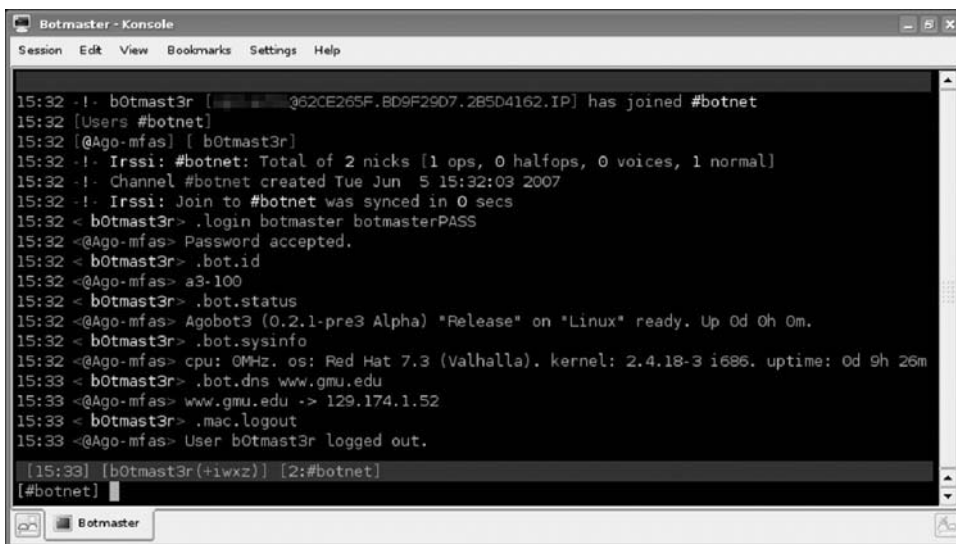 Botmaster - Konsole
Session Edit View Bookmarks Settings Help
15:32 -!- b0tmast3r [ @62CE265F.BD9F29D7.2B5D4162.IP] has joined #botnet
15:32 [Users #botnet]
15:32 [@Ago-mfas] [ b0tmast3r]
15:32 -!- Irssi: #botnet: Total of 2 nicks [1 ops, 0 halfops, 0 voices, 1 normal]
15:32 -!- Channel #botnet created Tue Jun  5 15:32:03 2007
15:32 -!- Irssi: Join to #botnet was synced in 0 secs
15:32 < b0tmast3r> .login botmaster botmasterPASS
15:32 <@Ago-mfas> Password accepted.
15:32 < b0tmast3r> .bot.id
15:32 <@Ago-mfas> a3-100
15:32 < b0tmast3r> .bot.status
15:32 <@Ago-mfas> Agobot3 (0.2.1-pre3 Alpha) "Release" on "Linux" ready. Up 0d 0h 0m.
15:32 < b0tmast3r> .bot.sysinfo
15:32 <@Ago-mfas> cpu: 0MHz. os: Red Hat 7.3 (Valhalla). kernel: 2.4.18-3 i686. uptime: 0d 9h 26m
15:33 < b0tmast3r> .bot.dns www.gmu.edu
15:33 <@Ago-mfas> www.gmu.edu -> 129.174.1.52
15:33 < b0tmast3r> .mac.logout
15:33 <@Ago-mfas> User b0tmast3r logged out.
[15:33] [b0tmast3r(+iwxz)] [2:#botnet]
[#botnet]
Botmaster